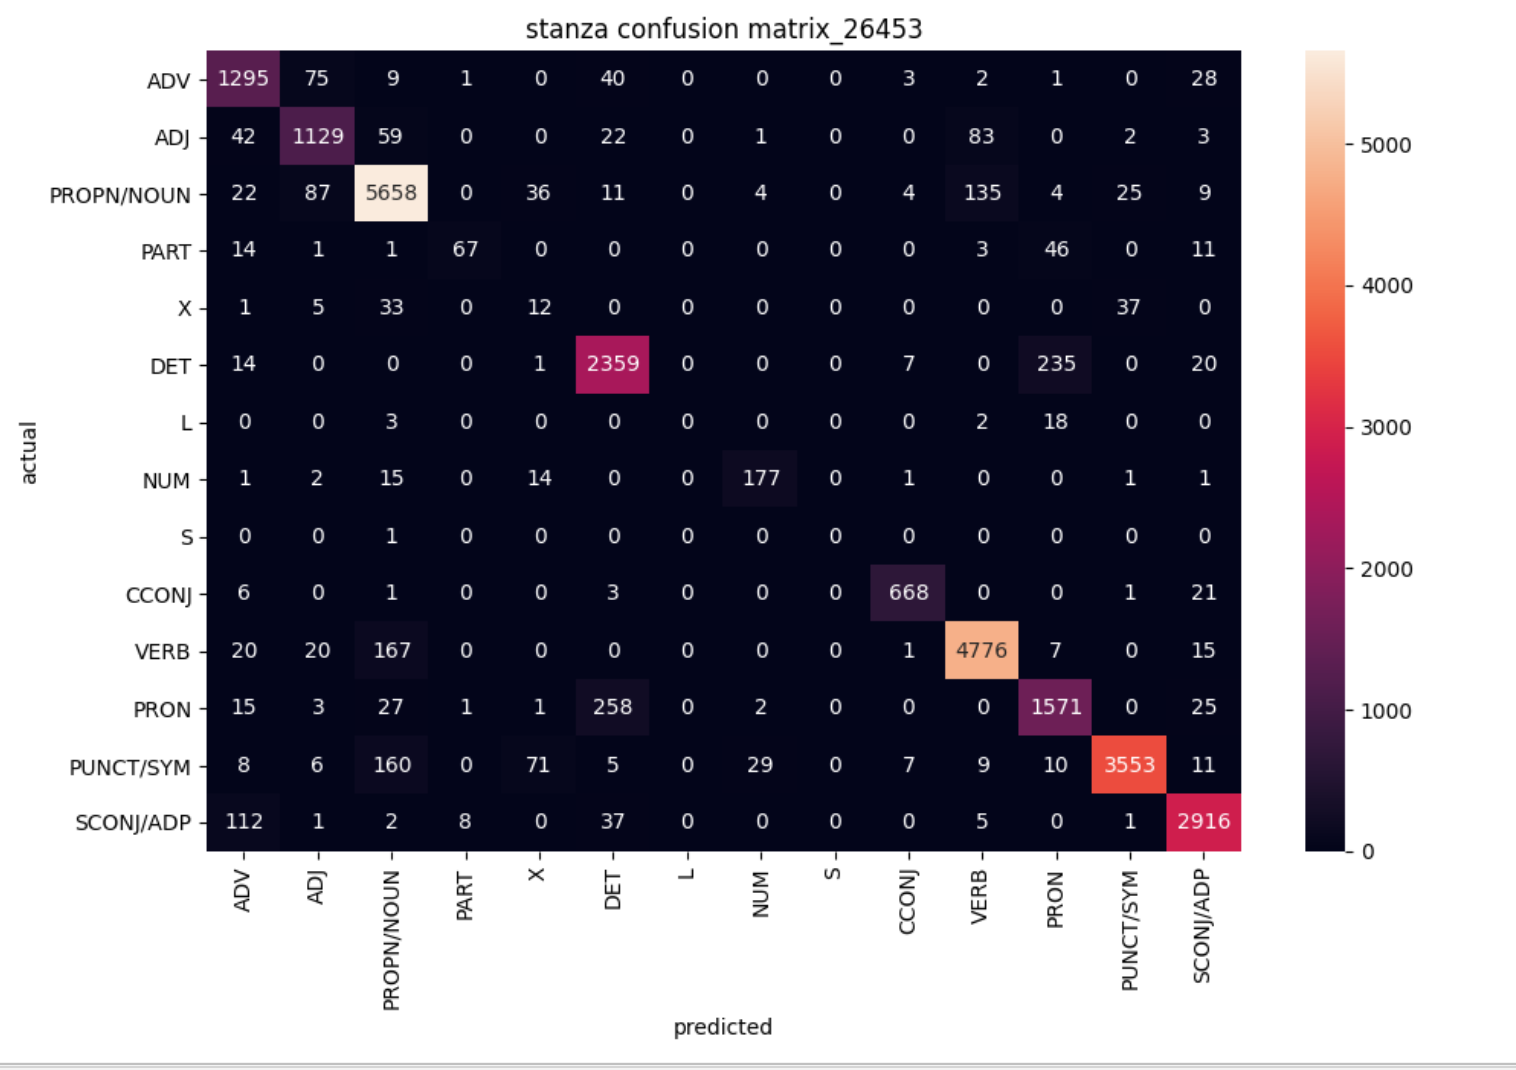 stanza confusion matrix_26453
ADV 1295 75 9 1 0 40 0 0 0 3 2 1 0 28
ADJ 42 1129 59 0 0 22 0 1 0 0 83 0 2 3
PROPN/NOUN 22 87 5658 0 36 11 0 4 0 4 135 4 25 9
PART 14 1 1 67 0 0 0 0 0 0 3 46 0 11
X 1 5 33 0 12 0 0 0 0 0 0 0 37 0
DET 14 0 0 0 1 2359 0 0 0 7 0 235 0 20
L 0 0 3 0 0 0 0 0 0 0 2 18 0 0
NUM 1 2 15 0 14 0 0 177 0 1 0 0 1 1
S 0 0 1 0 0 0 0 0 0 0 0 0 0 0
CCONJ 6 0 1 0 0 3 0 0 0 668 0 0 1 21
VERB 20 20 167 0 0 0 0 0 0 1 4776 7 0 15
PRON 15 3 27 1 1 258 0 2 0 0 0 1571 0 25
PUNCT/SYM 8 6 160 0 71 5 0 29 0 7 9 10 3553 11
SCONJ/ADP 112 1 2 8 0 37 0 0 0 0 5 0 1 2916
ADV ADJ PROPN/NOUN PART X DET L NUM S CCONJ VERB PRON PUNCT/SYM SCONJ/ADP
predicted
actual
5000
4000
3000
2000
1000
0